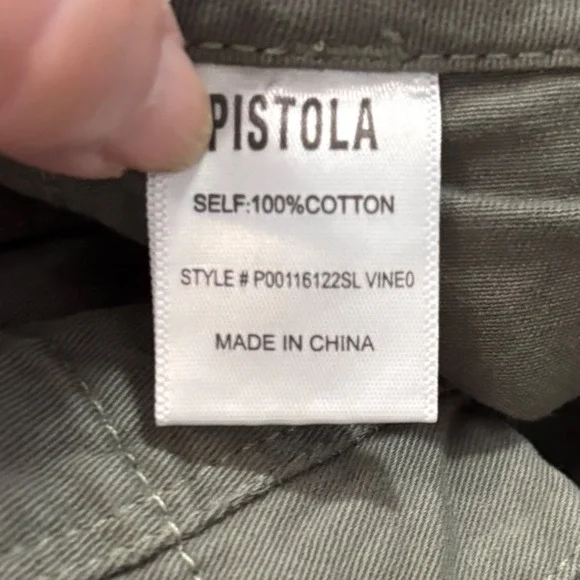 PISTOLA
SELF:100%COTTON
STYLE # P00116122SL VINE0
MADE IN CHINA